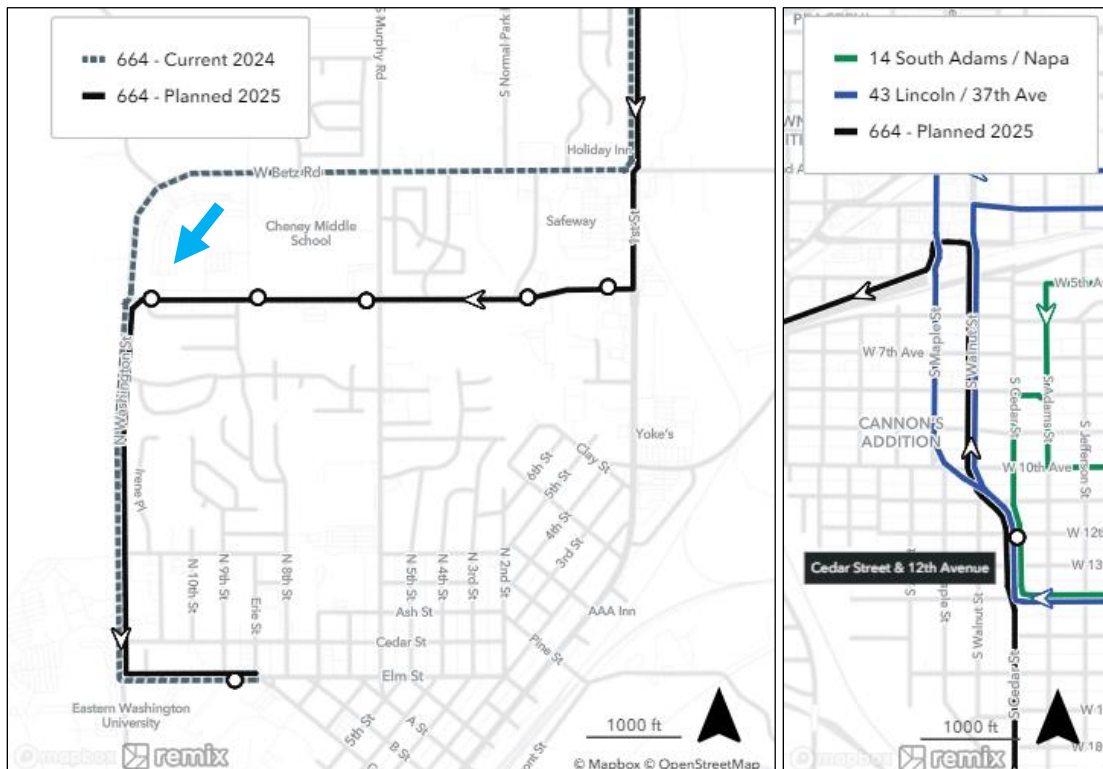 664 - Current 2024
664 - Planned 2025
S Murphy Rd
S Normal Park
Holiday Inn
W Betz Rd
Cheney Middle
School
Safeway
1st St
N Washington St
Yoke's
Irene Pl
Clay St
6th St
5th St
4th St
3rd St
N 10th St
N 9th St
Erie St
N 8th St
N 5th St
N 4th St
N 3rd St
N 2nd St
Ash St
AAA Inn
Cedar St
Pine St
Elm St
Eastern Washington
University
5th St
A St
B St
1000 ft
mapbox
remix
© Mapbox © OpenStreetMap
14 South Adams / Napa
43 Lincoln / 37th Ave
664 - Planned 2025
W 5th A
W 7th Ave
S Maple St
S Walnut St
S Cedar St
S Adams St
S Jefferson St
CANNON'S
ADDITION
W 10th Ave
W 12th
Cedar Street & 12th Avenue
W 13
S Walnut St
S Cedar St
W 1
1000 ft
W 18
mapbox
remix